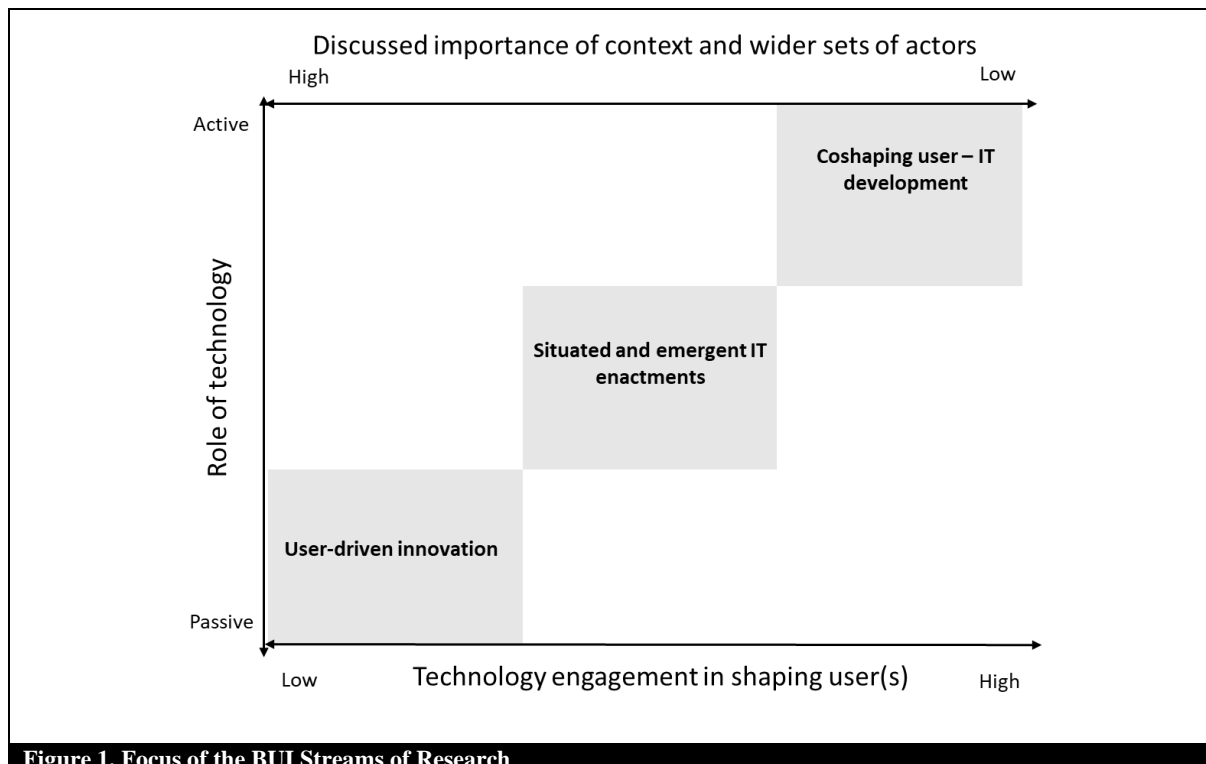 Discussed importance of context and wider sets of actors
High
Low
Active
Coshaping user – IT
development
Role of technology
Situated and emergent IT
enactments
User-driven innovation
Passive
Low
Technology engagement in shaping user(s)
High
Figure 1. Focus of the BUI Streams of Research